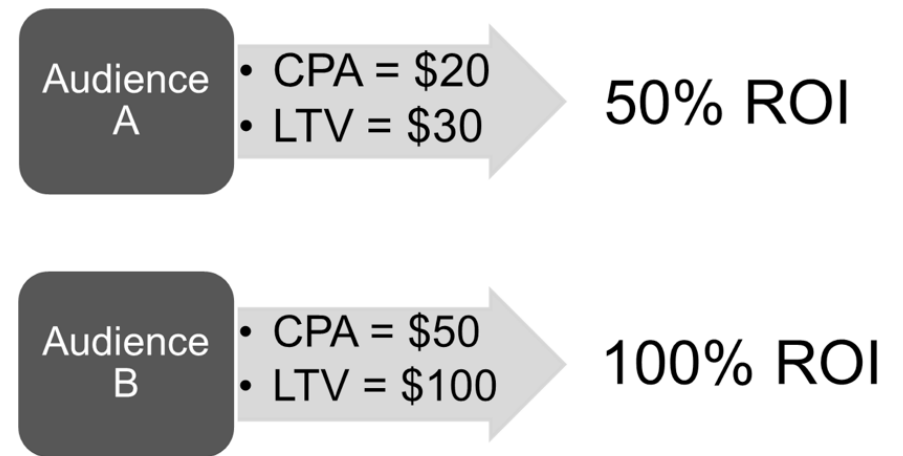 Audience
A
• CPA = $20
• LTV = $30
50% ROI
Audience
B
• CPA = $50
• LTV = $100
100% ROI